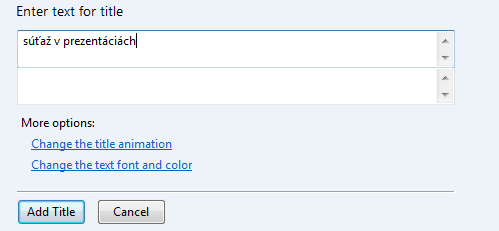 Enter text for title
súťaž v prezentáciách
More options:
Change the title animation
Change the text font and color
Add Title
Cancel